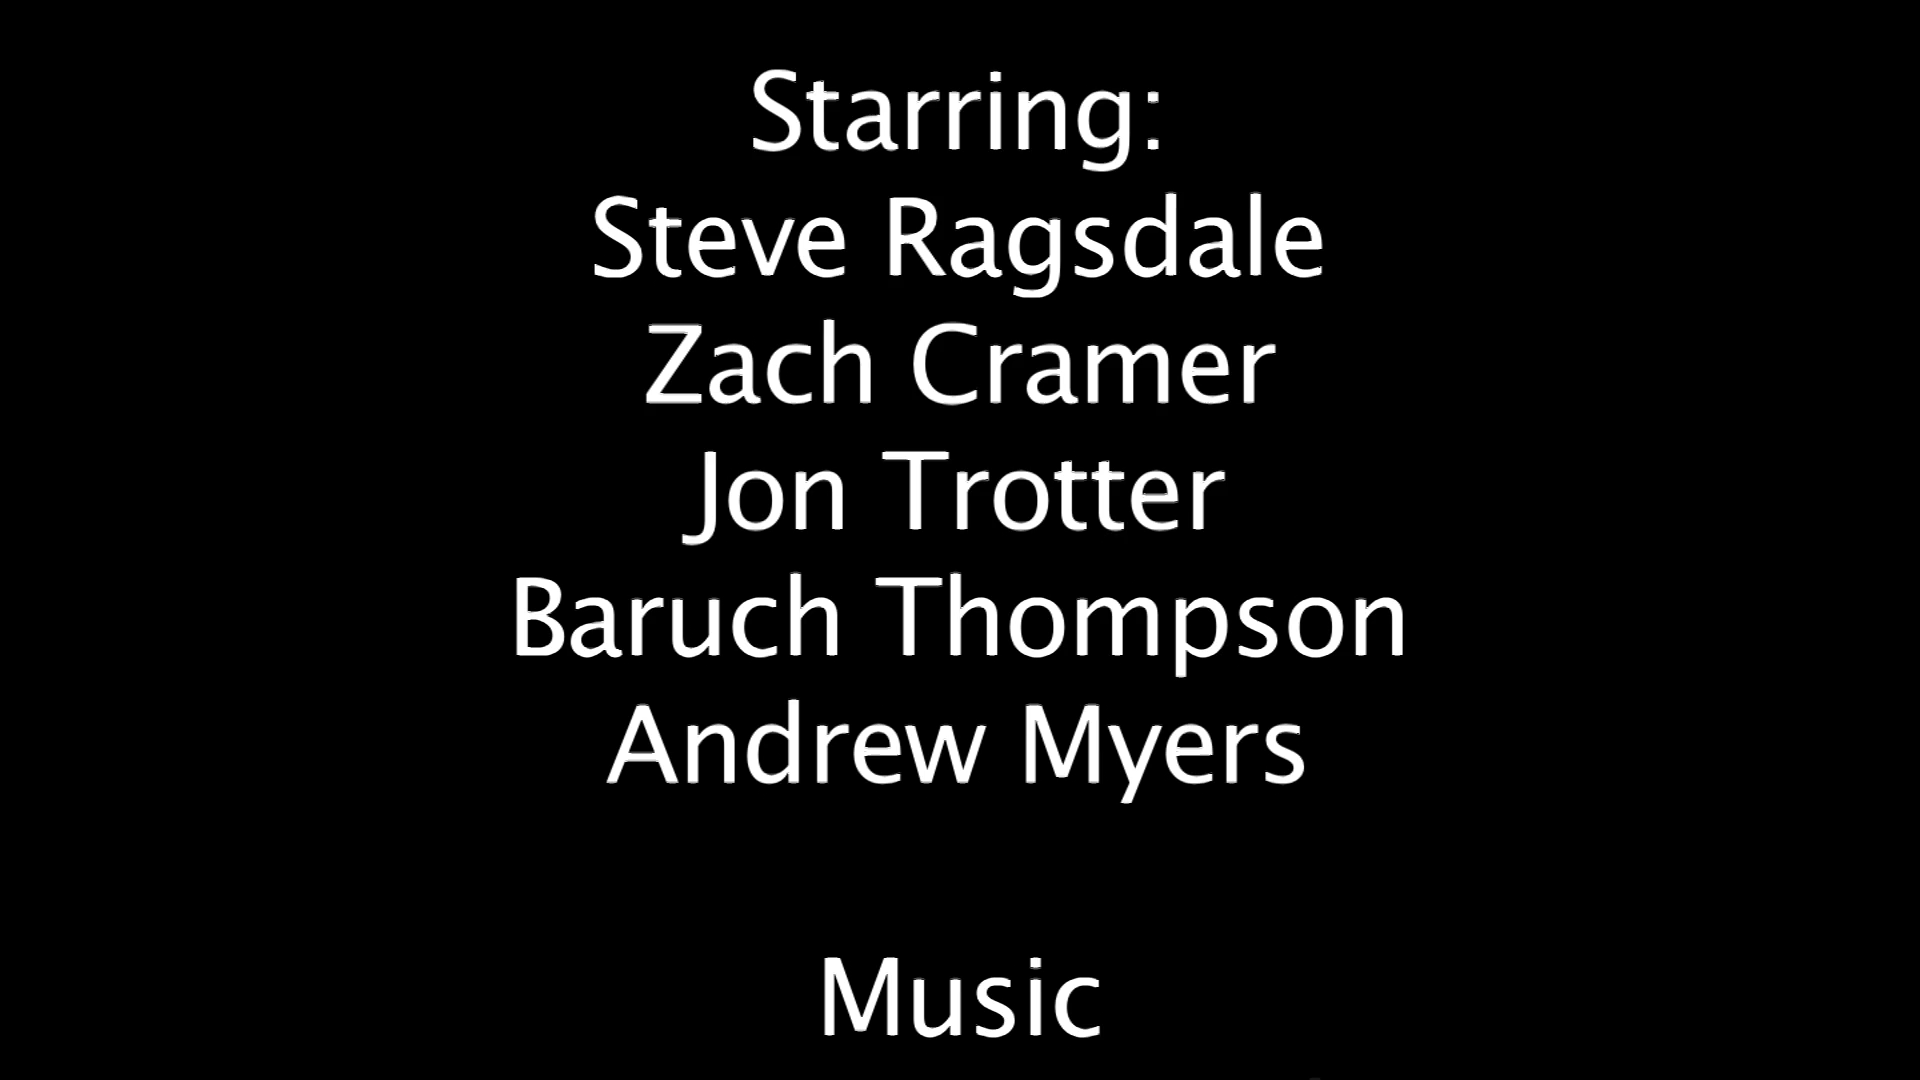 Starring:
Steve Ragsdale
Zach Cramer
Jon Trotter
Baruch Thompson
Andrew Myers
Music